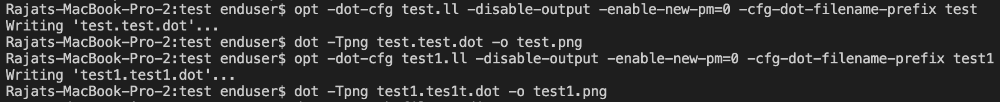 Rajats-MacBook-Pro-2:test enduser$ opt -dot-cfg test.ll -disable-output -enable-new-pm=0 -cfg-dot-filename-prefix test
Writing 'test.test.dot'...
Rajats-MacBook-Pro-2:test enduser$ dot -Tpng test.test.dot -o test.png
Rajats-MacBook-Pro-2:test enduser$ opt -dot-cfg test1.ll -disable-output -enable-new-pm=0 -cfg-dot-filename-prefix test1
Writing 'test1.test1.dot'...
Rajats-MacBook-Pro-2:test enduser$ dot -Tpng test1.tes1t.dot -o test1.png